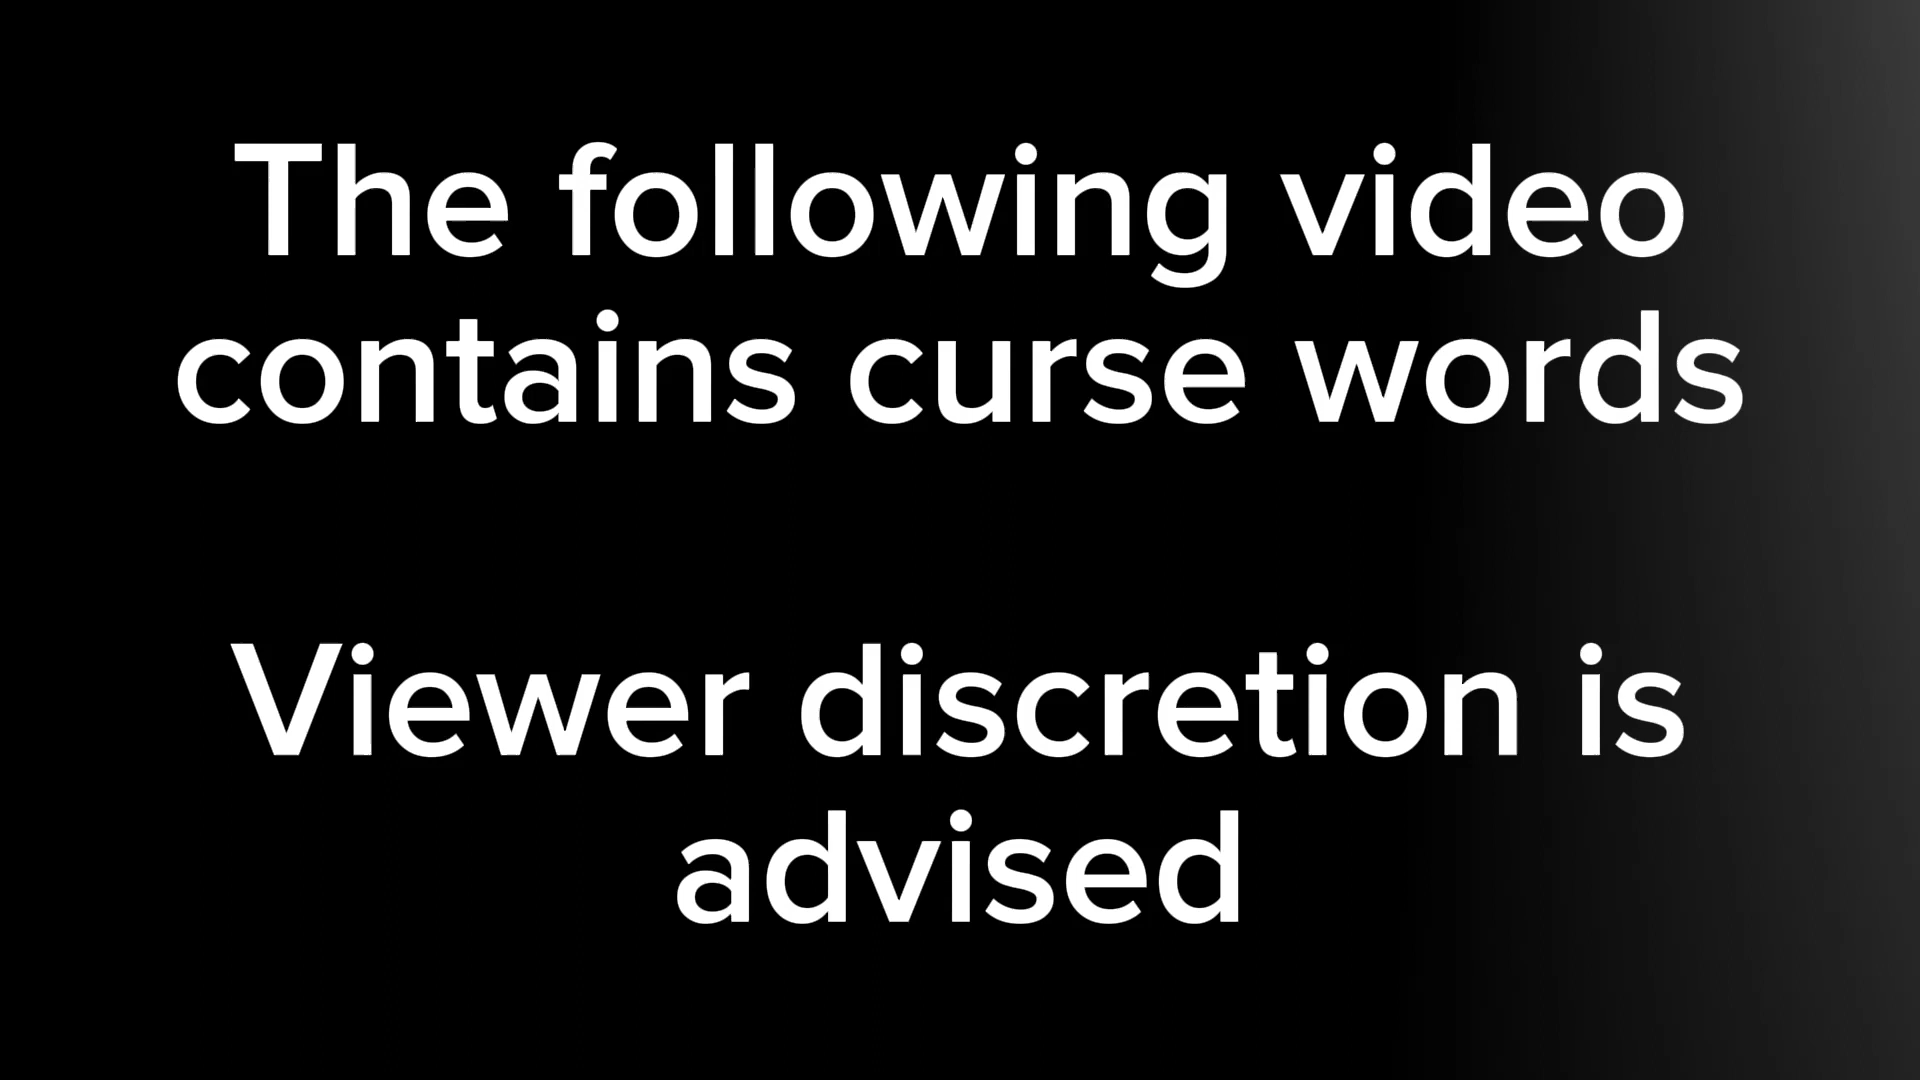 The following video
contains curse words
Viewer discretion is
advised